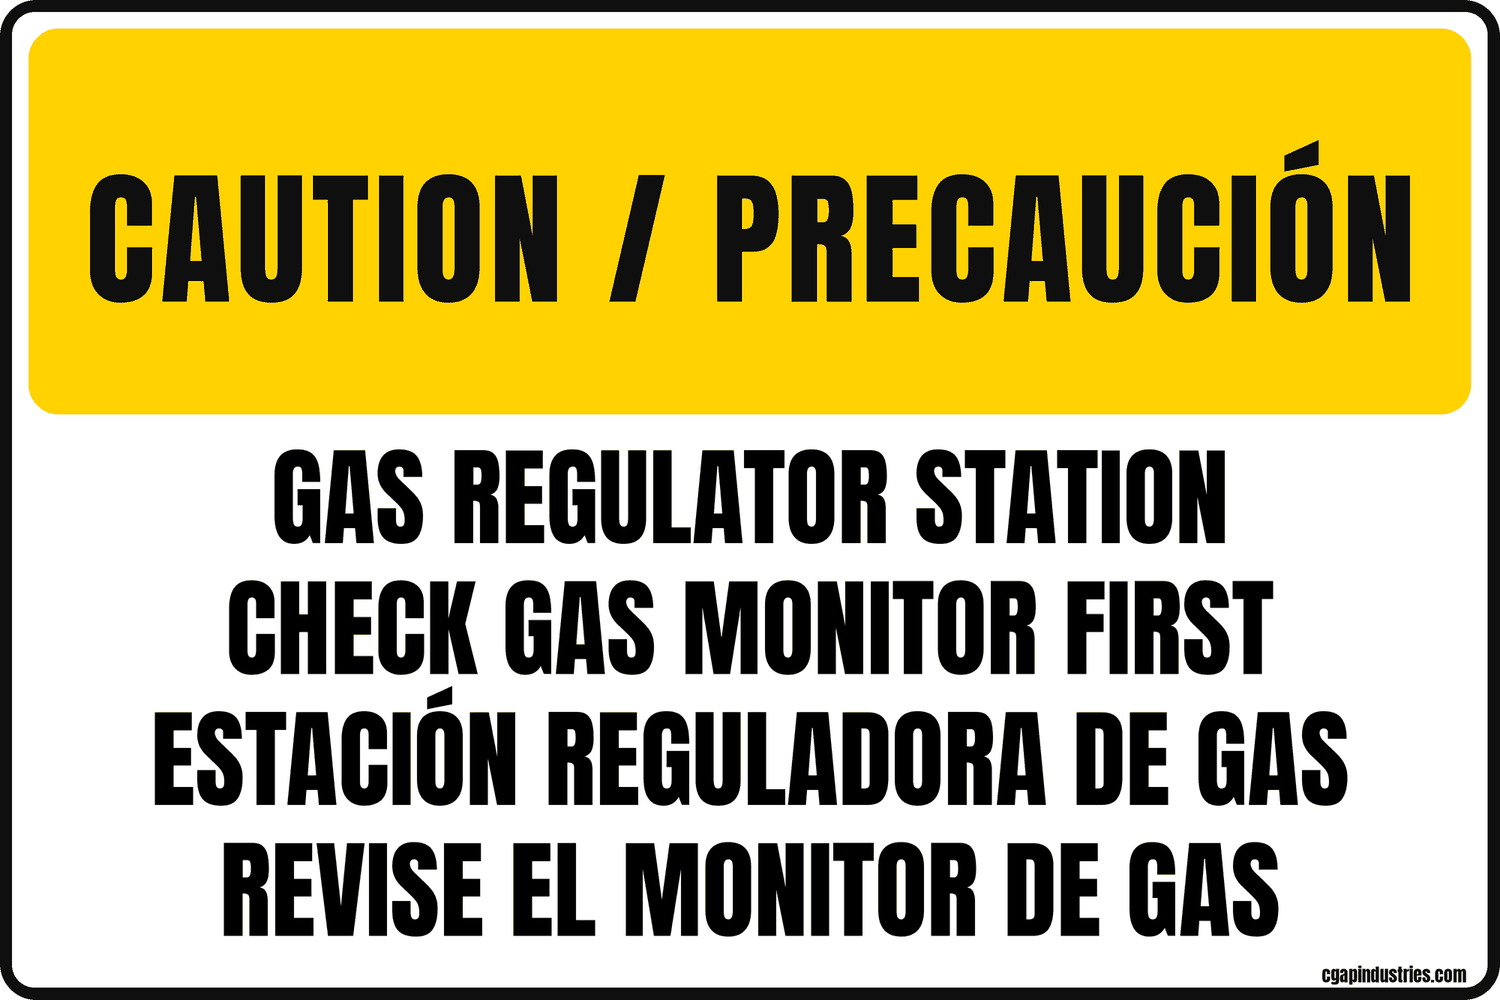 CAUTION / PRECAUCIÓN
GAS REGULATOR STATION
CHECK GAS MONITOR FIRST
ESTACIÓN REGULADORA DE GAS
REVISE EL MONITOR DE GAS
cgapindustries.com